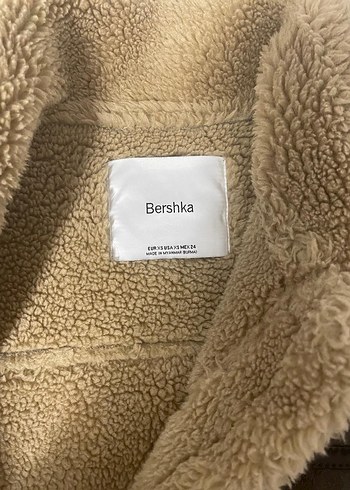 Bershka
EUR XS USA XS MEX 24
MADE IN MYANMAR (BURMA)